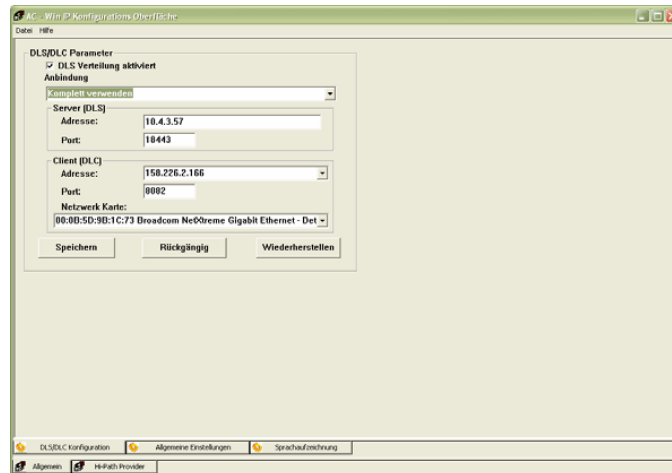 AC - Win IP Konfigurations Oberfläche
Datei Hilfe
DLS/DLC Parameter
DLS Verteilung aktiviert
Anbindung
Komplett verwenden
Server (DLS)
Adresse: 10.4.3.57
Port: 10443
Client (DLC)
Adresse: 158.226.2.166
Port: 8082
Netzwerk Karte:
00:0B:5D:9B:1C:73 Broadcom NetXtreme Gigabit Ethernet - Det
Speichern Rückgängig Wiederherstellen
DLS/DLC Konfiguration Allgemeine Einstellungen Sprachaufzeichnung
Allgemein Hi-Path Provider